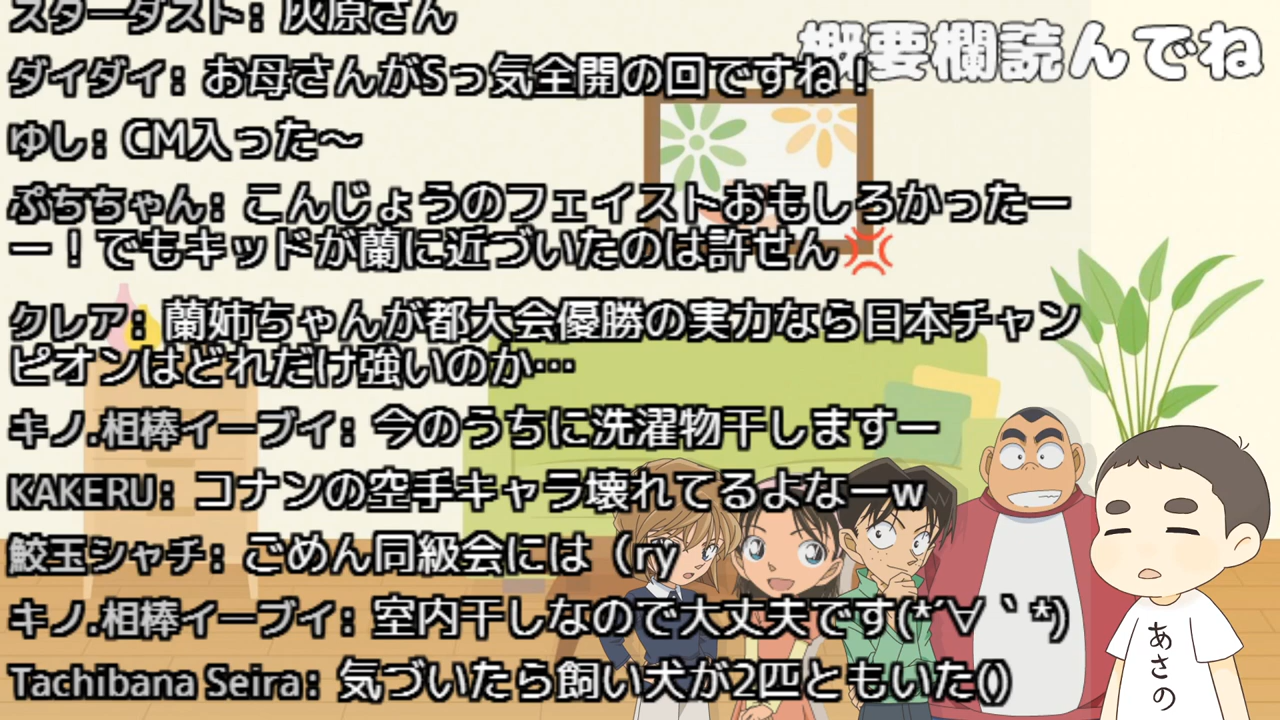 スターダスト: 灰原さん
概要欄読んでね
ダイダイ: お母さんがSっ気全開の回ですね！
ゆし: CM入った〜
ぷちちゃん: こんじょうのフェイストおもしろかったー
ー！でもキッドが蘭に近づいたのは許せん💢
クレア: 蘭姉ちゃんが都大会優勝の実力なら日本チャン
ピオンはどれだけ強いのか…
キノ.相棒イーブイ: 今のうちに洗濯物干しますー
KAKERU: コナンの空手キャラ壊れてるよなーw
鮫玉シャチ: ごめん同級会には（ry
キノ.相棒イーブイ: 室内干しなので大丈夫です(*´∀｀*)
Tachibana Seira: 気づいたら飼い犬が2匹ともいた()
あさの